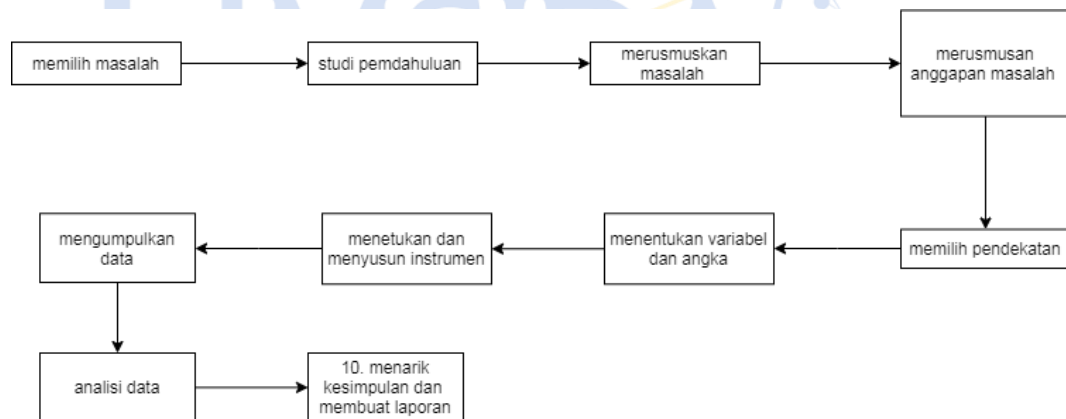 memilih masalah
studi pemdahuluan
merusmuskan
masalah
merusmusan
anggapan masalah
memilih pendekatan
menentukan variabel
dan angka
menetukan dan
menyusun instrumen
mengumpulkan
data
analisi data
10. menarik
kesimpulan dan
membuat laporan